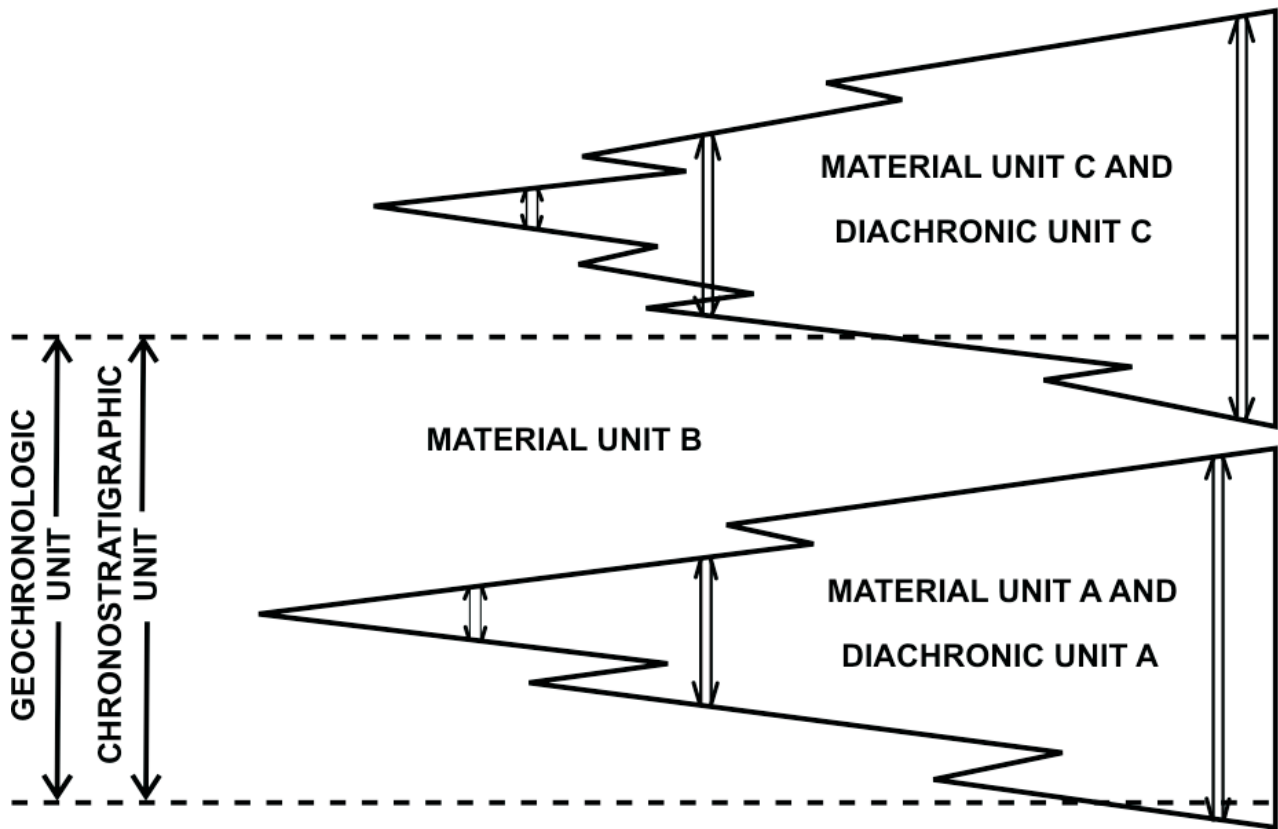 MATERIAL UNIT C AND
DIACHRONIC UNIT C
MATERIAL UNIT B
GEOCHRONOLOGIC
UNIT
CHRONOSTRATIGRAPHIC
UNIT
MATERIAL UNIT A AND
DIACHRONIC UNIT A